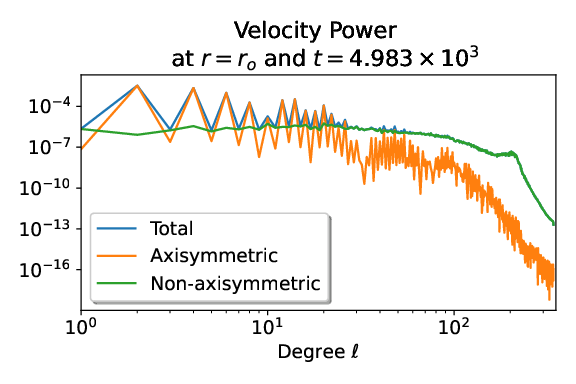 Velocity Power
at r = r_o and t = 4.983 × 10^3
10^−4
10^−7
10^−10
10^−13
10^−16
Total
Axisymmetric
Non-axisymmetric
10^0 10^1 10^2
Degree ℓ